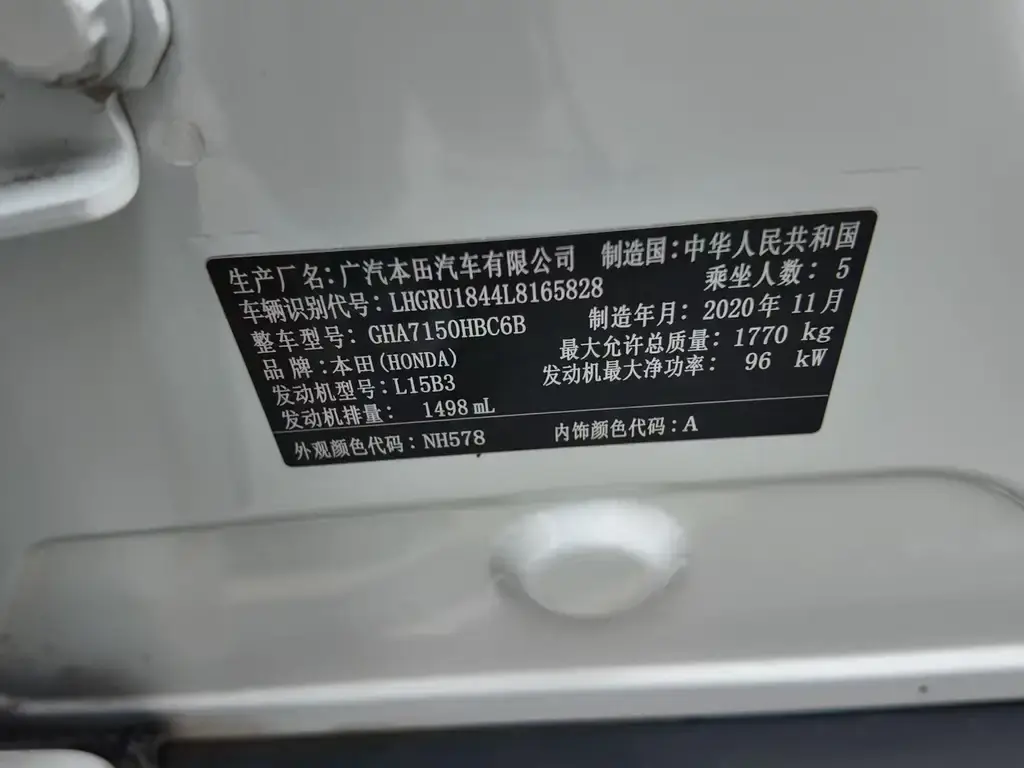 生产厂名:广汽本田汽车有限公司 制造国:中华人民共和国
车辆识别代号:LHGRU1844L8165828 乘坐人数:5
整车型号:GHA7150HBC6B 制造年月:2020年11月
品牌:本田(HONDA) 最大允许总质量:1770 kg
发动机型号:L15B3 发动机最大净功率:96 kW
发动机排量:1498 mL
外观颜色代码:NH578 内饰颜色代码:A